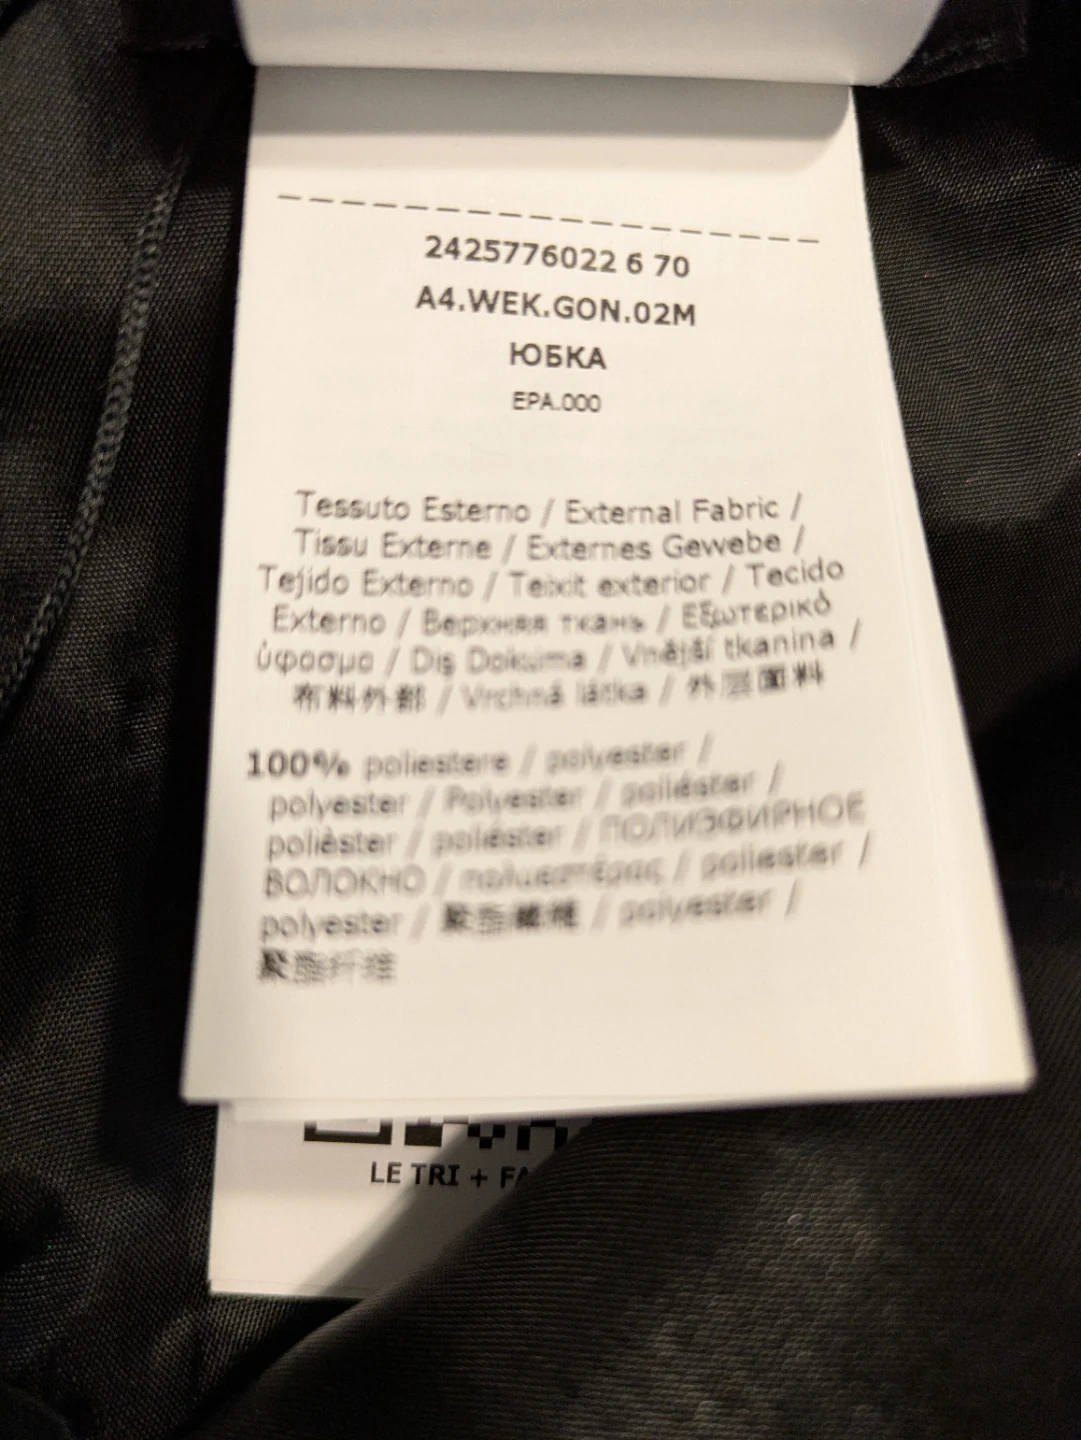 2425776022 6 70
A4.WEK.GON.02M
ЮБКА
EPA.000
Tessuto Esterno / External Fabric /
Tissu Externe / Externes Gewebe /
Tejido Externo / Teixit exterior / Tecido
Externo / Верхняя ткань / Εξωτερικό
ύφασμα / Diş Dokuma / Vnější tkanina /
布料外部 / Vrchná látka / 外层面料
100% poliestere / polyester /
polyester / Polyester / poliéster /
polièster / poliéster / ПОЛИЭФИРНОЕ
ВОЛОКНО / πολυεστέρας / poliester /
polyester / 聚酯纖維 / polyester /
聚酯纤维
LE TRI + FA